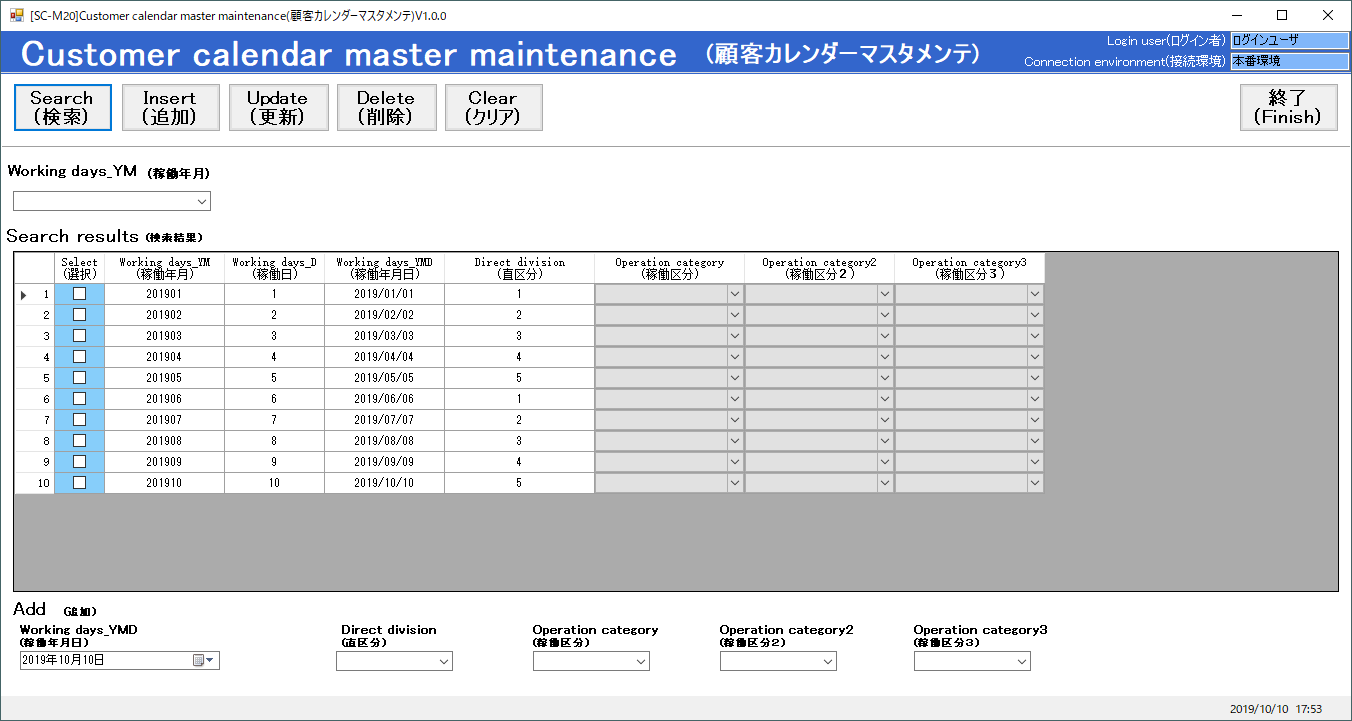 [SC-M20]Customer calendar master maintenance(顧客カレンダーマスタメンテ)V1.0.0
Customer calendar master maintenance (顧客カレンダーマスタメンテ)
Login user(ログイン者) ログインユーザ
Connection environment(接続環境) 本番環境
Search Insert Update Delete Clear 終了
(検索) (追加) (更新) (削除) (クリア) (Finish)
Working days_YM (稼働年月)
Search results (検索結果)
Select Working days_YM Working days_D Working days_YMD Direct division Operation category Operation category2 Operation category3
(選択) (稼働年月) (稼働日) (稼働年月日) (直区分) (稼働区分) (稼働区分２) (稼働区分３)
1 201901 1 2019/01/01 1
2 201902 2 2019/02/02 2
3 201903 3 2019/03/03 3
4 201904 4 2019/04/04 4
5 201905 5 2019/05/05 5
6 201906 6 2019/06/06 1
7 201907 7 2019/07/07 2
8 201908 8 2019/08/08 3
9 201909 9 2019/09/09 4
10 201910 10 2019/10/10 5
Add (追加)
Working days_YMD Direct division Operation category Operation category2 Operation category3
(稼働年月日) (直区分) (稼働区分) (稼働区分2) (稼働区分3)
2019年10月10日
2019/10/10 17:53